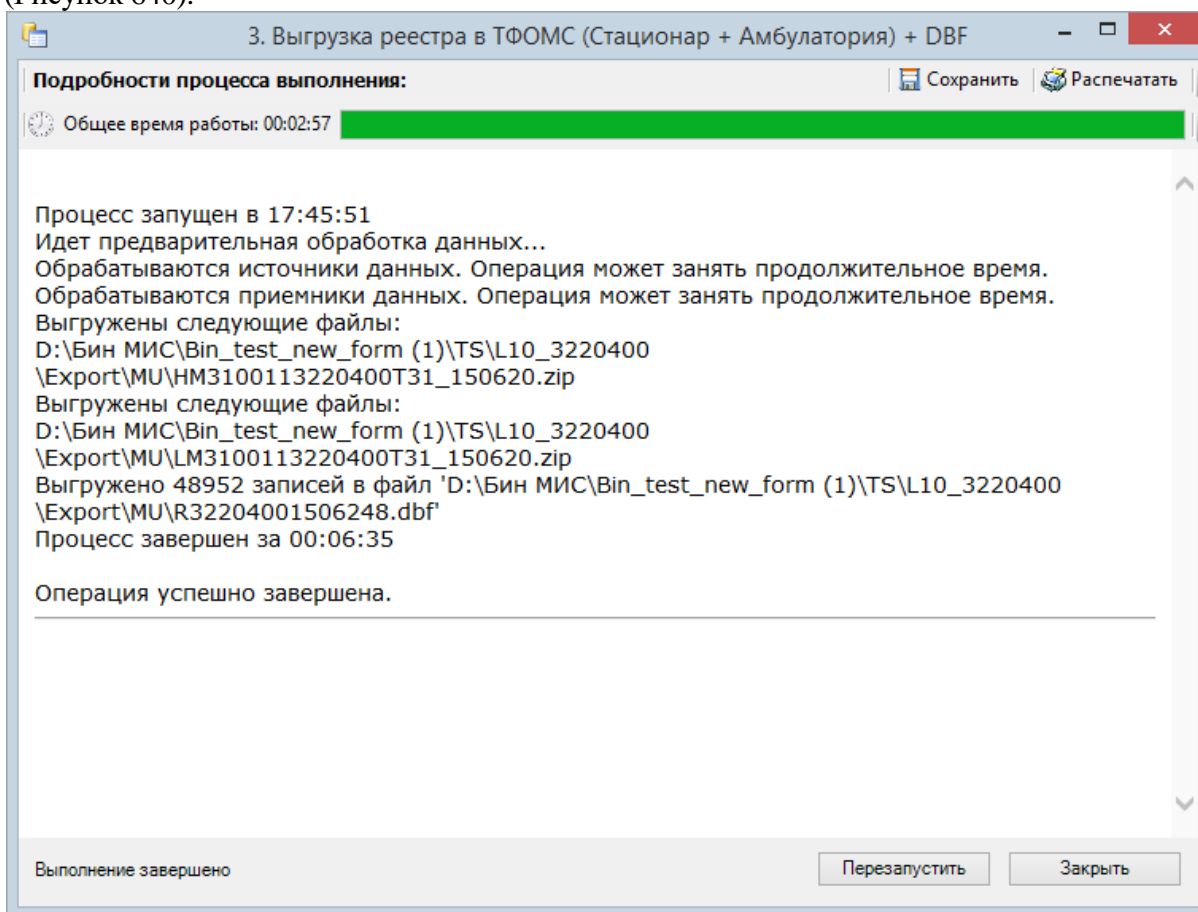 (Рисунок 646).
3. Выгрузка реестра в ТФОМС (Стационар + Амбулатория) + DBF
Подробности процесса выполнения:
Сохранить
Распечатать
Общее время работы: 00:02:57
Процесс запущен в 17:45:51
Идет предварительная обработка данных...
Обрабатываются источники данных. Операция может занять продолжительное время.
Обрабатываются приемники данных. Операция может занять продолжительное время.
Выгружены следующие файлы:
D:\Бин МИС\Bin_test_new_form (1)\TS\L10_3220400
\Export\MU\HM3100113220400T31_150620.zip
Выгружены следующие файлы:
D:\Бин МИС\Bin_test_new_form (1)\TS\L10_3220400
\Export\MU\LM3100113220400T31_150620.zip
Выгружено 48952 записей в файл 'D:\Бин МИС\Bin_test_new_form (1)\TS\L10_3220400
\Export\MU\R32204001506248.dbf'
Процесс завершен за 00:06:35
Операция успешно завершена.
Выполнение завершено
Перезапустить
Закрыть